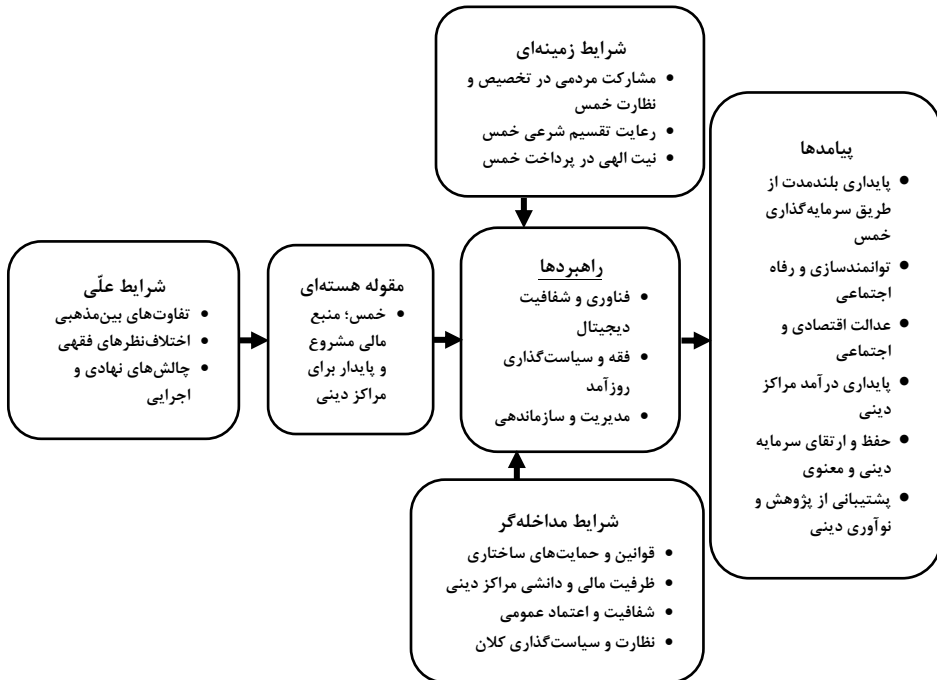 شرایط زمینه‌ای
• مشارکت مردمی در تخصیص و
نظارت خمس
• رعایت تقسیم شرعی خمس
• نیت الهی در پرداخت خمس
پیامدها
• پایداری بلندمدت از
طریق سرمایه‌گذاری
خمس
• توانمندسازی و رفاه
اجتماعی
• عدالت اقتصادی و
اجتماعی
• پایداری درآمد مراکز
دینی
• حفظ و ارتقای سرمایه
دینی و معنوی
• پشتیبانی از پژوهش و
نوآوری دینی
راهبردها
• فناوری و شفافیت
دیجیتال
• فقه و سیاست‌گذاری
روزآمد
• مدیریت و سازماندهی
مقوله هسته‌ای
• خمس؛ منبع
مالی مشروع
و پایدار برای
مراکز دینی
شرایط علّی
• تفاوت‌های بین‌مذهبی
• اختلاف‌نظرهای فقهی
• چالش‌های نهادی و
اجرایی
شرایط مداخله‌گر
• قوانین و حمایت‌های ساختاری
• ظرفیت مالی و دانشی مراکز دینی
• شفافیت و اعتماد عمومی
• نظارت و سیاست‌گذاری کلان